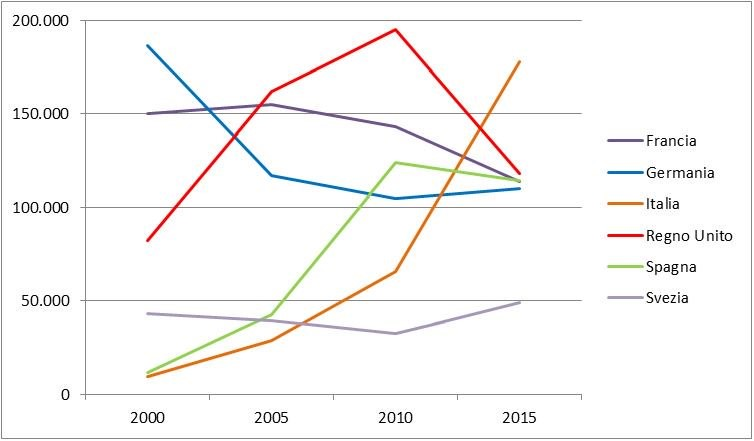 200.000
150.000
100.000
50.000
0
2000 2005 2010 2015
Francia
Germania
Italia
Regno Unito
Spagna
Svezia